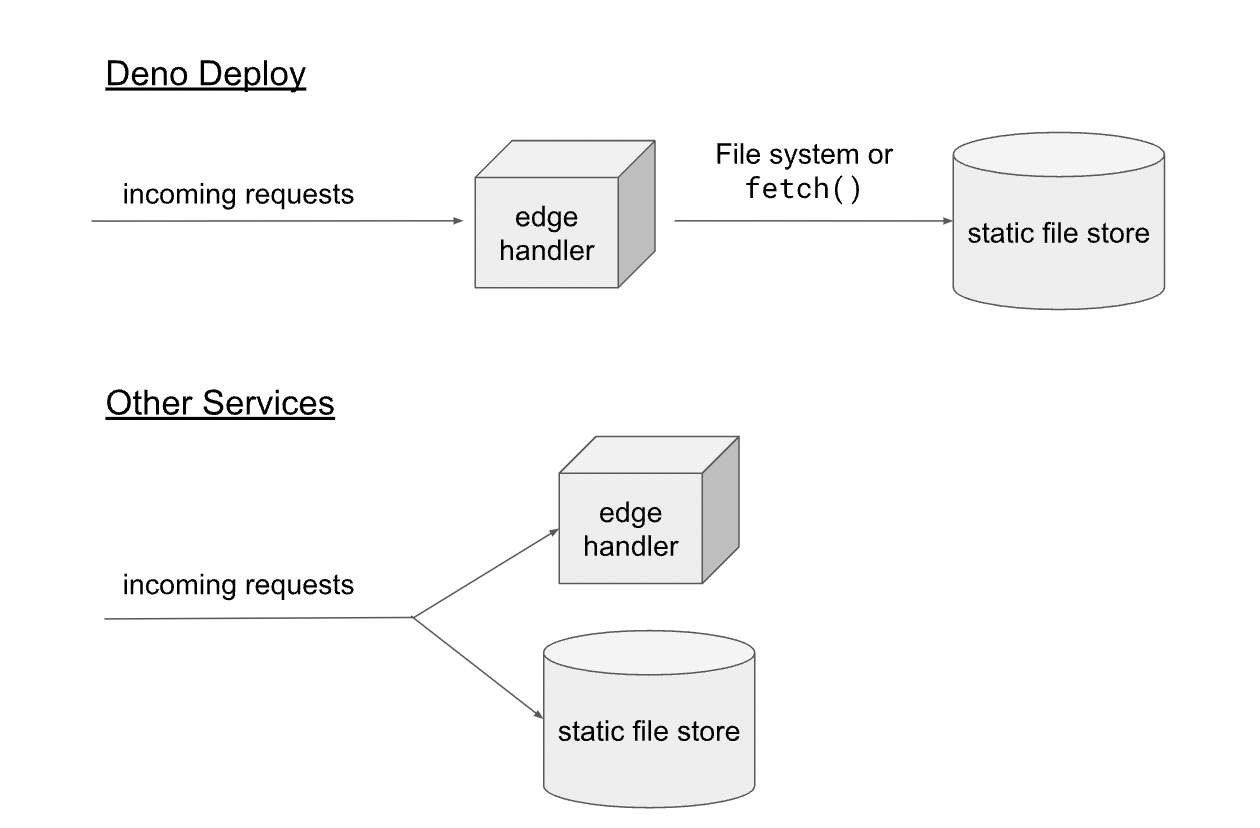 Deno Deploy
incoming requests
edge
handler
File system or
fetch()
static file store
Other Services
incoming requests
edge
handler
static file store